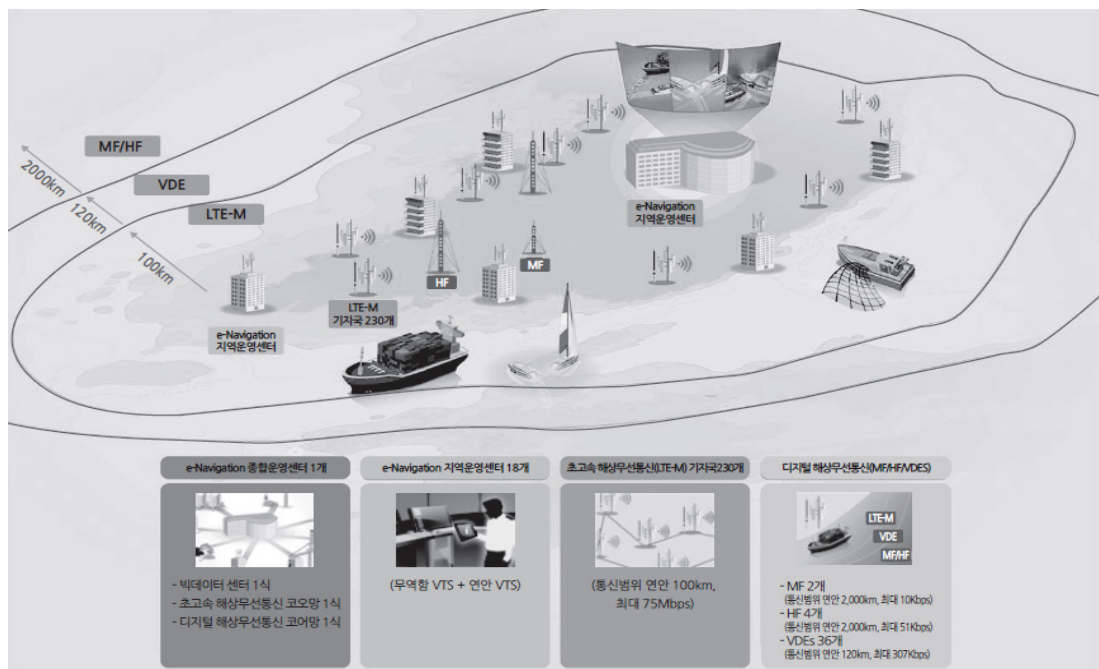 MF/HF
VDE
LTE-M
2000km
120km
100km
e-Navigation
지역운영센터
HF
MF
LTE-M
기지국 230개
e-Navigation
지역운영센터
e-Navigation 종합운영센터 1개
- 빅데이터 센터 1식
- 초고속 해상무선통신 코오망 1식
- 디지털 해상무선통신 코어망 1식
e-Navigation 지역운영센터 18개
(무역함 VTS + 연안 VTS)
초고속 해상무선통신(LTE-M) 기자국230개
(통신범위 연안 100km,
최대 75Mbps)
디지털 해상무선통신(MF/HF/VDES)
LTE-M
VDE
MF/HF
- MF 2개
(통신범위 연안 2,000km, 최대 10Kbps)
- HF 4개
(통신범위 연안 2,000km, 최대 51Kbps)
- VDEs 36개
(통신범위 연안 120km, 최대 307Kbps)